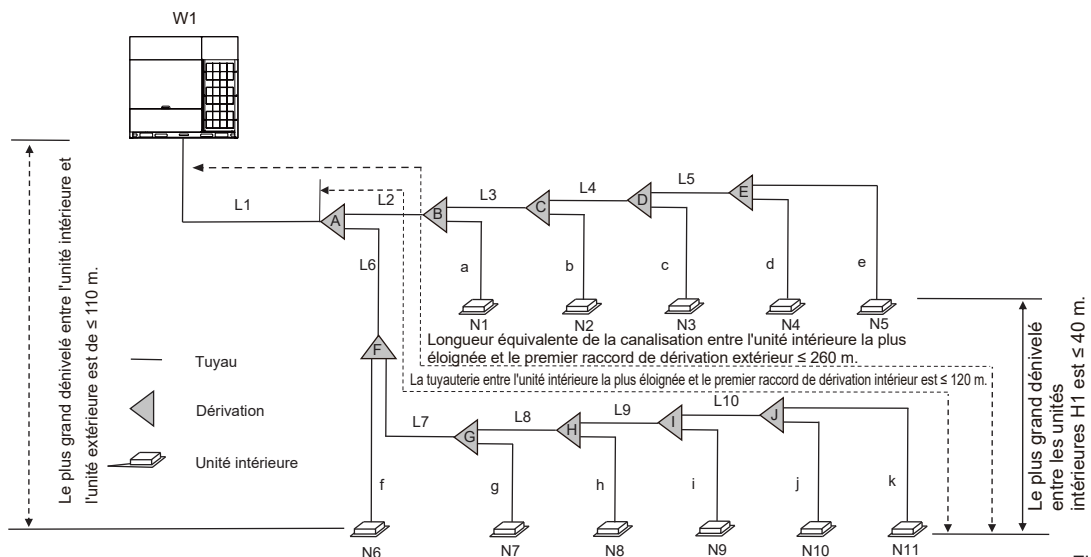 W1
L1
L2
L3
L4
L5
A
B
C
D
E
L6
a
b
c
d
e
N1
N2
N3
N4
N5
Longueur équivalente de la canalisation entre l'unité intérieure la plus
éloignée et le premier raccord de dérivation extérieur ≤ 260 m.
La tuyauterie entre l'unité intérieure la plus éloignée et le premier raccord de dérivation intérieur est ≤ 120 m.
F
L7
L8
L9
L10
G
H
I
J
f
g
h
i
j
k
N6
N7
N8
N9
N10
N11
Tuyau
Dérivation
Unité intérieure
Le plus grand dénivelé entre l'unité intérieure et
l'unité extérieure est de ≤ 110 m.
Le plus grand dénivelé
entre les unités
intérieures H1 est ≤ 40 m.